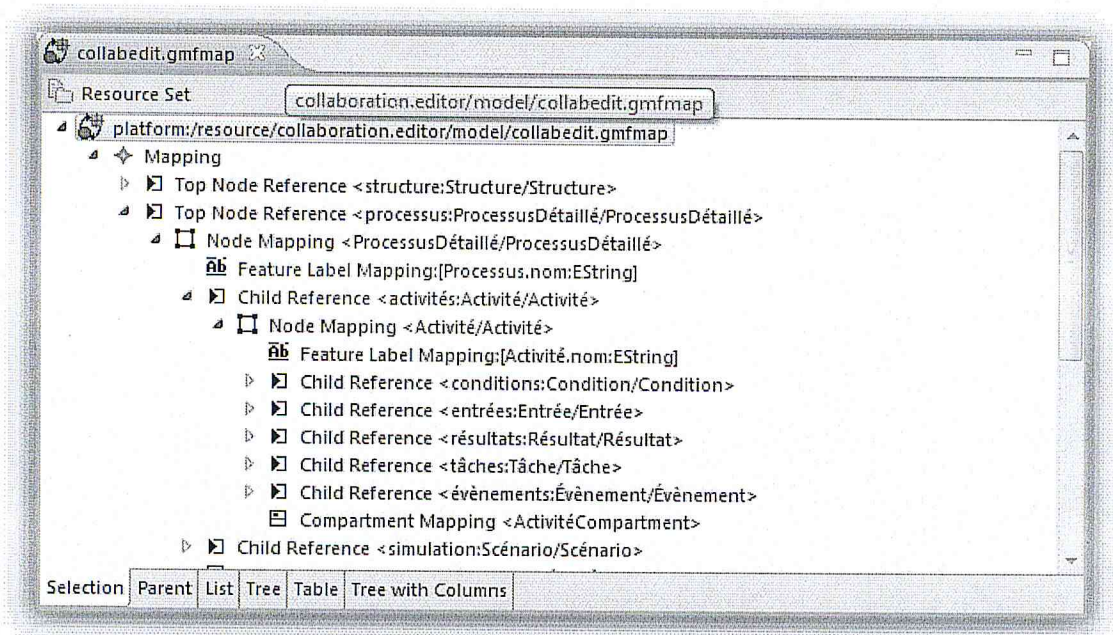 collabedit.gmfmap
Resource Set
collaboration.editor/model/collabedit.gmfmap
platform:/resource/collaboration.editor/model/collabedit.gmfmap
Mapping
Top Node Reference <structure:Structure/Structure>
Top Node Reference <processus:ProcessusDétaillé/ProcessusDétaillé>
Node Mapping <ProcessusDétaillé/ProcessusDétaillé>
Ab Feature Label Mapping:[Processus.nom:EString]
Child Reference <activités:Activité/Activité>
Node Mapping <Activité/Activité>
Ab Feature Label Mapping:[Activité.nom:EString]
Child Reference <conditions:Condition/Condition>
Child Reference <entrées:Entrée/Entrée>
Child Reference <résultats:Résultat/Résultat>
Child Reference <tâches:Tâche/Tâche>
Child Reference <évènements:Évènement/Évènement>
Compartment Mapping <ActivitéCompartment>
Child Reference <simulation:Scénario/Scénario>
Selection Parent List Tree Table Tree with Columns